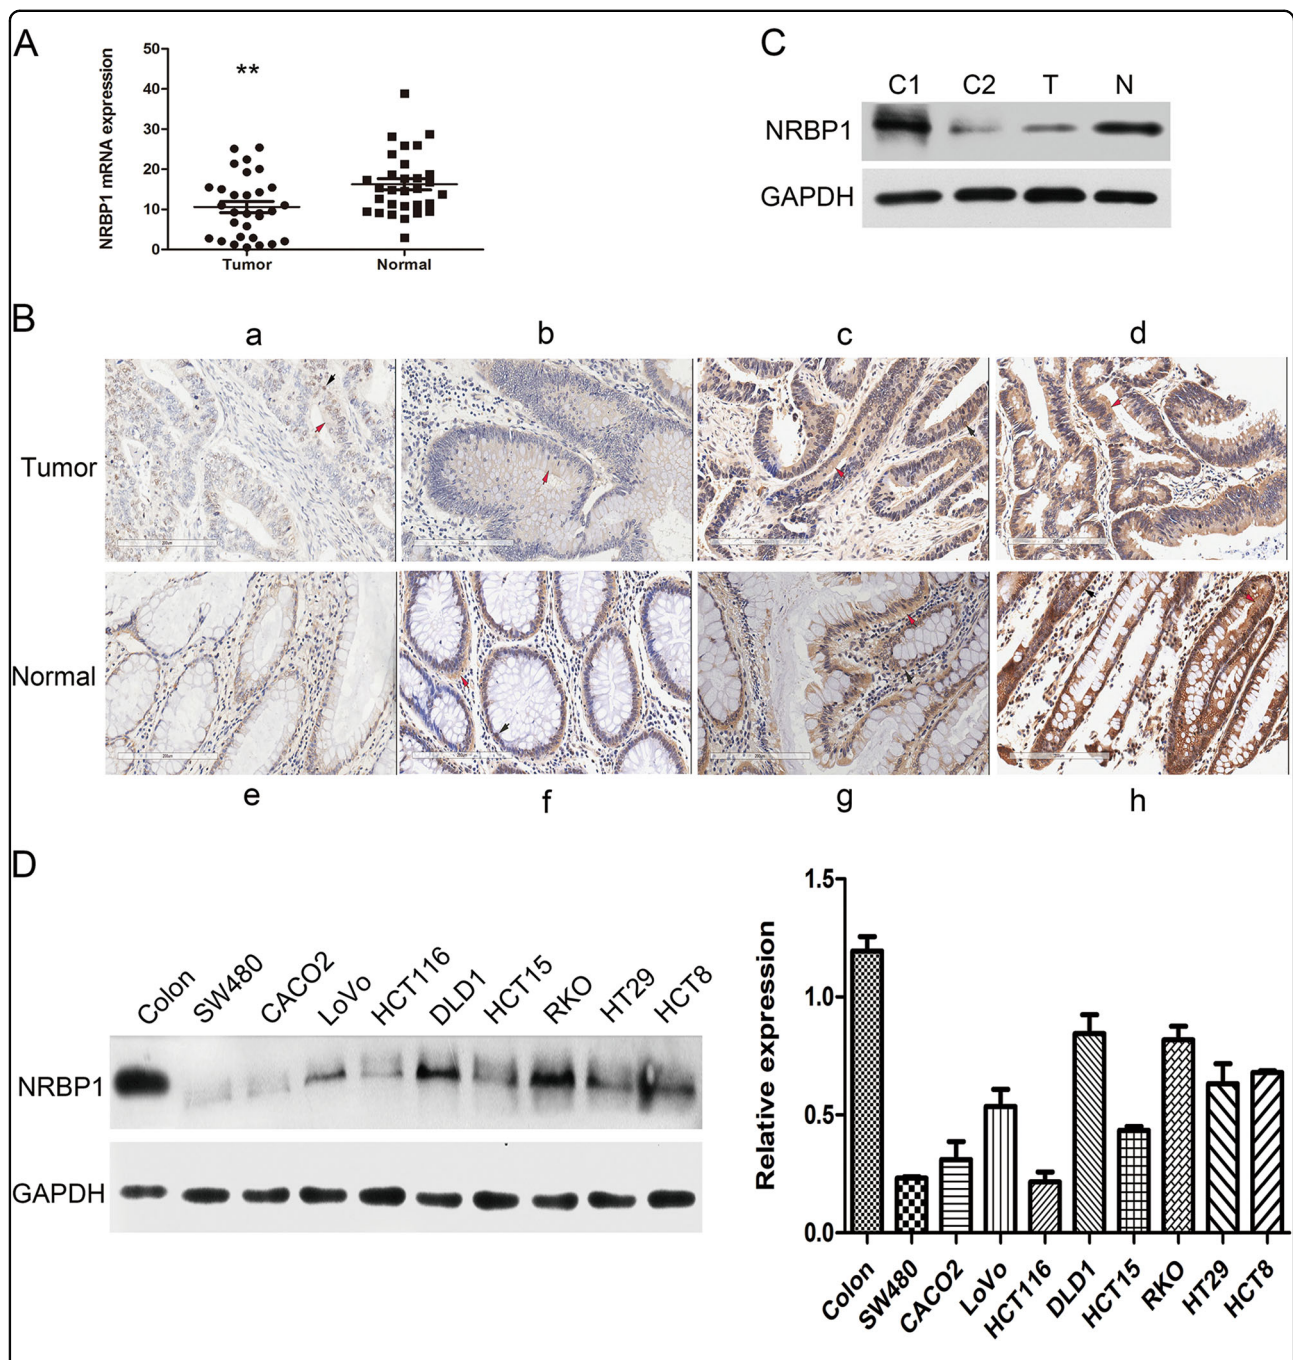 A
NRBP1 mRNA expression
50
40
30
20
10
0
**
Tumor
Normal
C
C1 C2 T N
NRBP1
GAPDH
B
a b c d
Tumor
Normal
e f g h
D
Colon SW480 CACO2 LoVo HCT116 DLD1 HCT15 RKO HT29 HCT8
NRBP1
GAPDH
Relative expression
1.5
1.0
0.5
0.0
Colon SW480 CACO2 LoVo HCT116 DLD1 HCT15 RKO HT29 HCT8